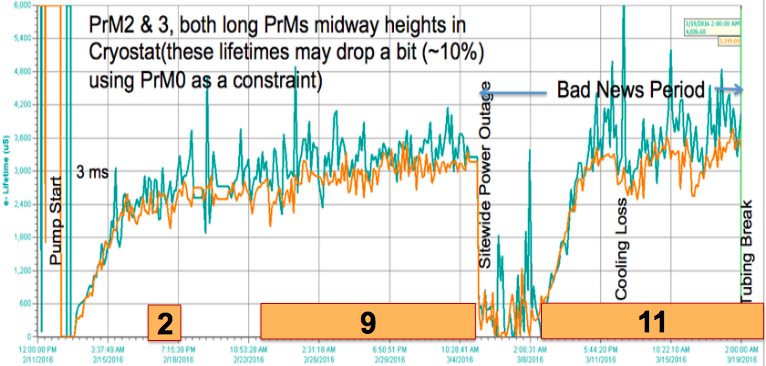 PrM2 & 3, both long PrMs midway heights in
Cryostat(these lifetimes may drop a bit (~10%)
using PrM0 as a constraint)
3/19/2016 2:00:00 AM
Bad News Period
6,000
5,400
4,800
4,200
3,600
3,000
2,400
1,800
1,200
600
0
e- Lifetime (uS)
3 ms
Pump Start
Sitewide Power Outage
Cooling Loss
Tubing Break
2
9
11
12:00:00 PM
2/11/2016
3:37:49 AM
2/15/2016
7:15:39 PM
2/18/2016
10:53:28 AM
2/22/2016
2:31:18 AM
2/26/2016
6:50:51 PM
2/29/2016
10:28:41 AM
3/4/2016
2:06:31 AM
3/8/2016
5:44:20 PM
3/11/2016
10:22:10 AM
3/15/2016
2:00:00 AM
3/19/2016